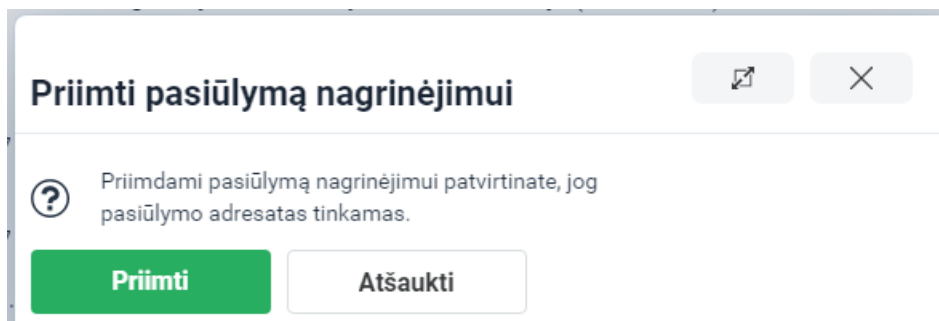 Priimti pasiūlymą nagrinėjimui
Priimdami pasiūlymą nagrinėjimui patvirtinate, jog
pasiūlymo adresatas tinkamas.
Priimti
Atšaukti